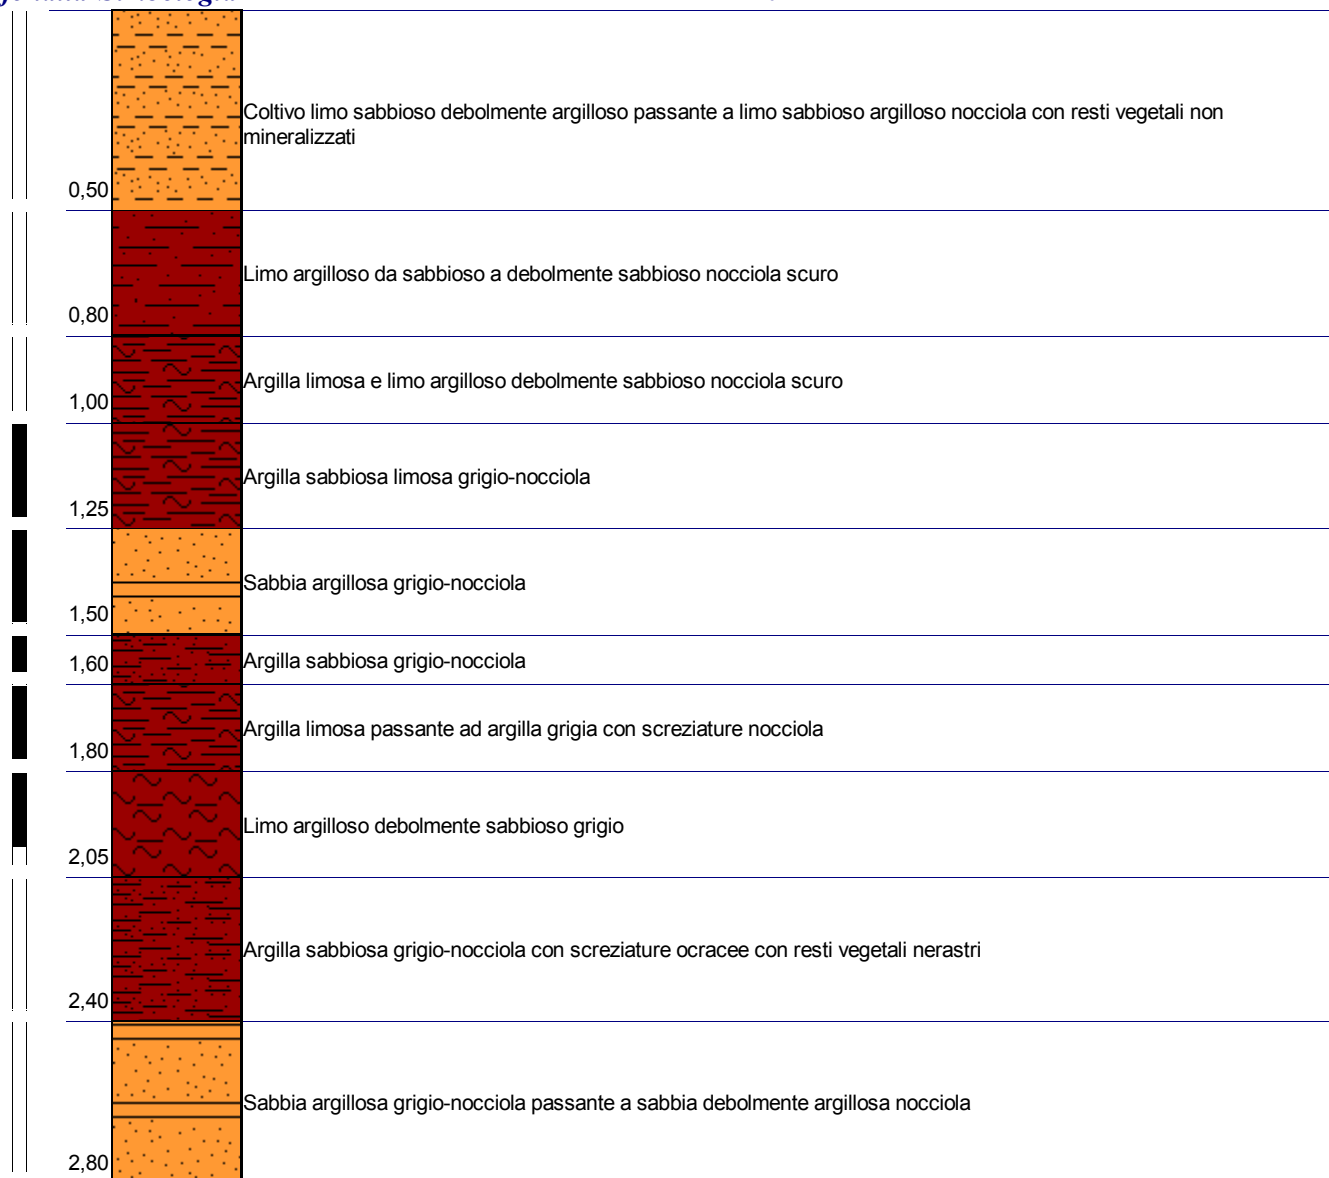 Coltivo limo sabbioso debolmente argilloso passante a limo sabbioso argilloso nocciola con resti vegetali non
mineralizzati
0,50
Limo argilloso da sabbioso a debolmente sabbioso nocciola scuro
0,80
Argilla limosa e limo argilloso debolmente sabbioso nocciola scuro
1,00
Argilla sabbiosa limosa grigio-nocciola
1,25
Sabbia argillosa grigio-nocciola
1,50
Argilla sabbiosa grigio-nocciola
1,60
Argilla limosa passante ad argilla grigia con screziature nocciola
1,80
Limo argilloso debolmente sabbioso grigio
2,05
Argilla sabbiosa grigio-nocciola con screziature ocracee con resti vegetali nerastri
2,40
Sabbia argillosa grigio-nocciola passante a sabbia debolmente argillosa nocciola
2,80